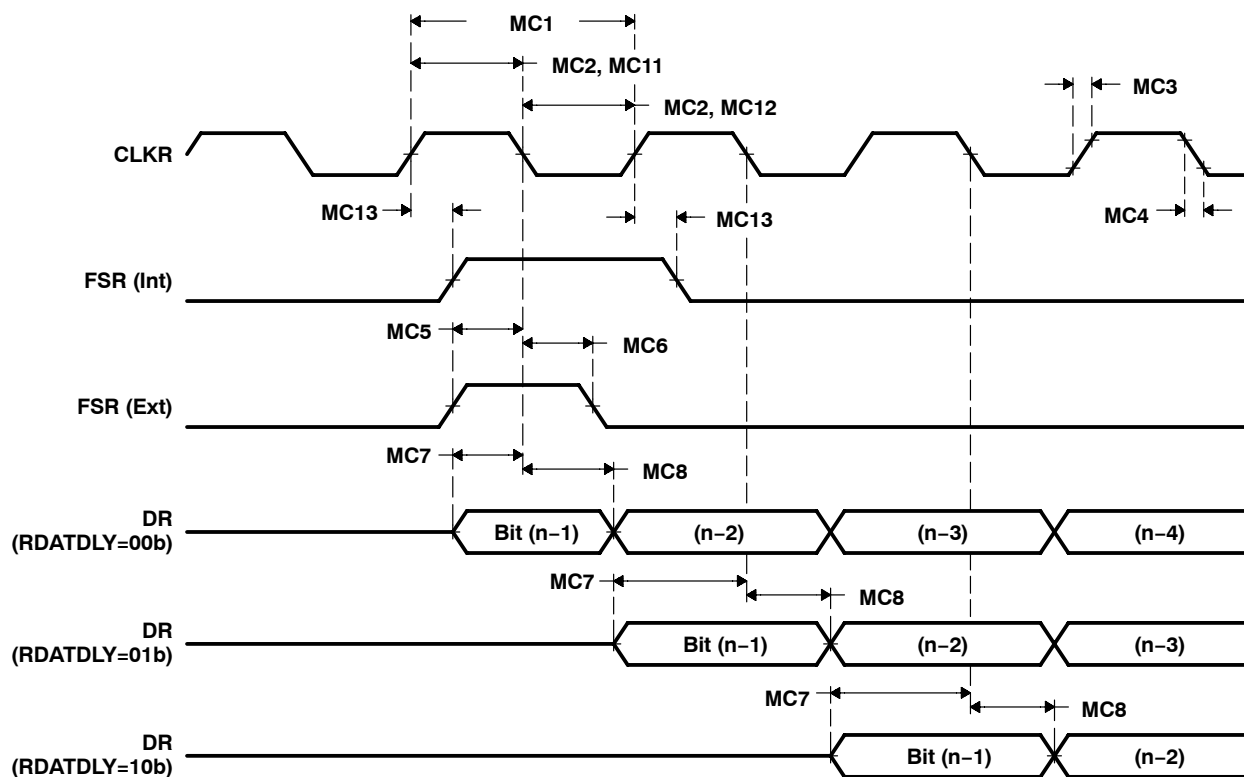 MC1
MC2, MC11
MC3
MC2, MC12
CLKR
MC13
MC13
MC4
FSR (Int)
MC5
MC6
FSR (Ext)
MC7
MC8
DR
(RDATDLY=00b)
Bit (n−1)
(n−2)
(n−3)
(n−4)
MC7
MC8
DR
(RDATDLY=01b)
Bit (n−1)
(n−2)
(n−3)
MC7
MC8
DR
(RDATDLY=10b)
Bit (n−1)
(n−2)